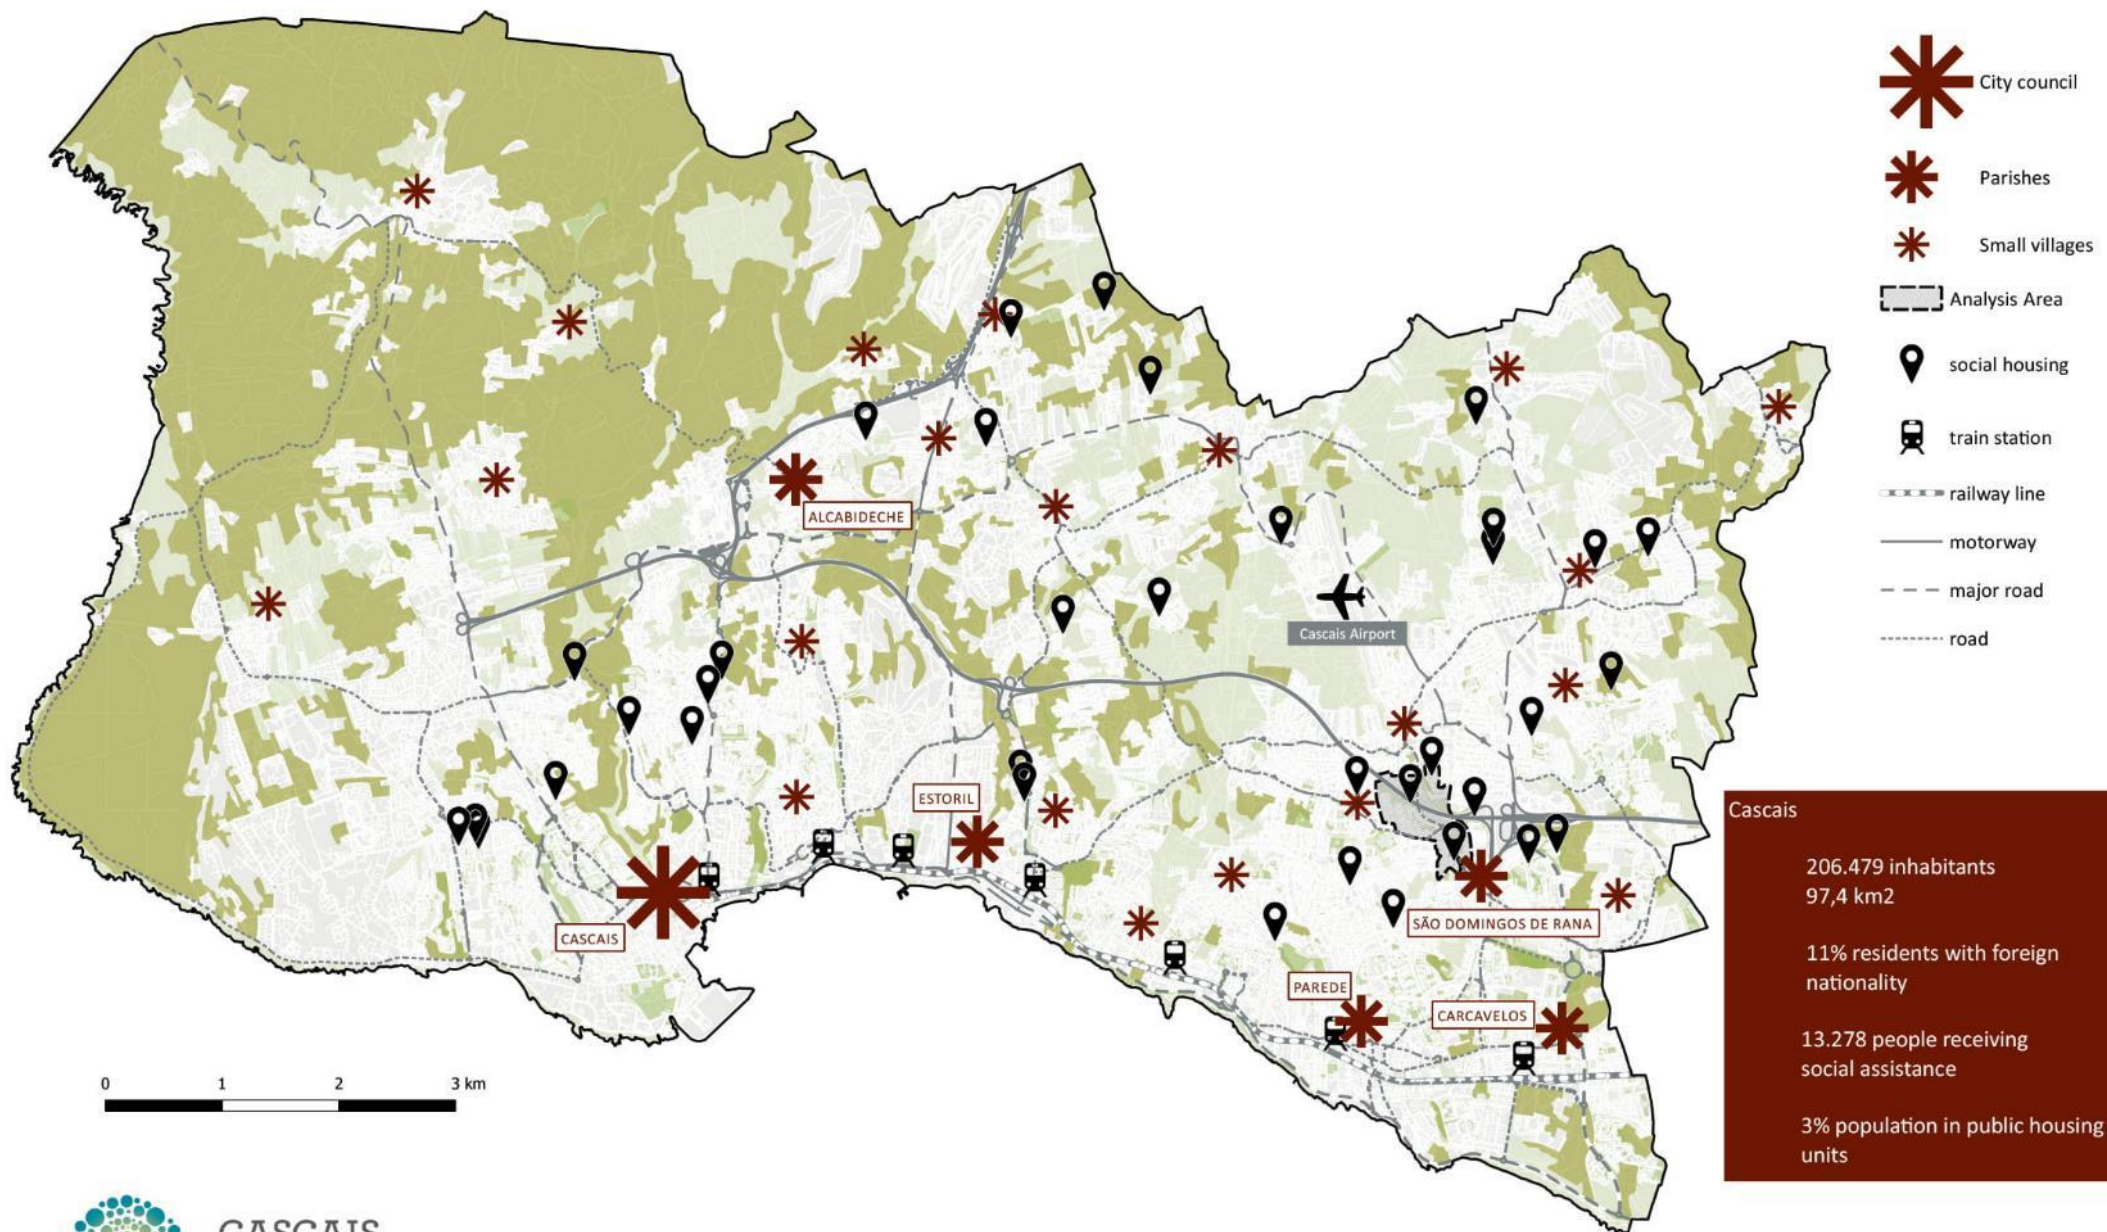 City council
Parishes
Small villages
Analysis Area
social housing
train station
railway line
motorway
major road
road
ALCABIDECHE
Cascais Airport
ESTORIL
CASCAIS
SÃO DOMINGOS DE RANA
PAREDE
CARCAVELOS
Cascais
206.479 inhabitants
97,4 km2
11% residents with foreign
nationality
13.278 people receiving
social assistance
3% population in public housing
units
0 1 2 3 km
CASCAIS